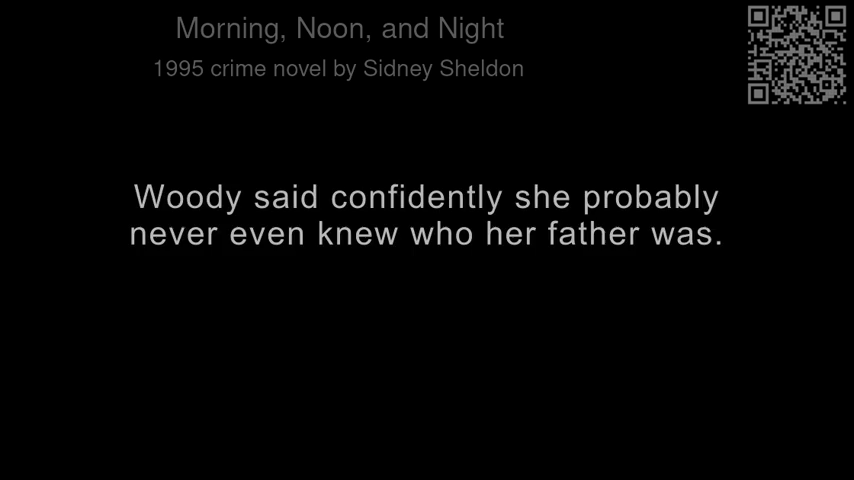 Morning, Noon, and Night
1995 crime novel by Sidney Sheldon
Woody said confidently she probably
never even knew who her father was.